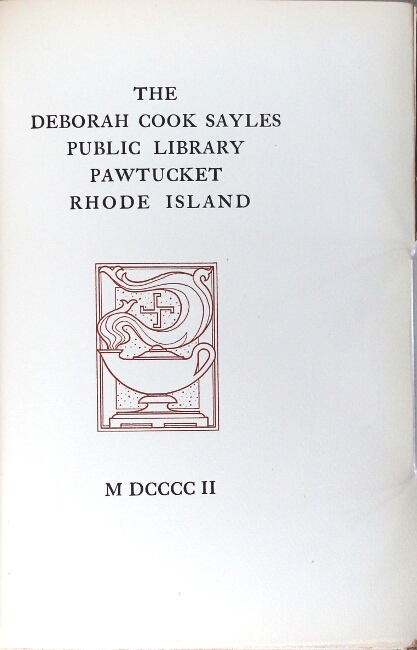 THE
DEBORAH COOK SAYLES
PUBLIC LIBRARY
PAWTUCKET
RHODE ISLAND
M DCCCC II